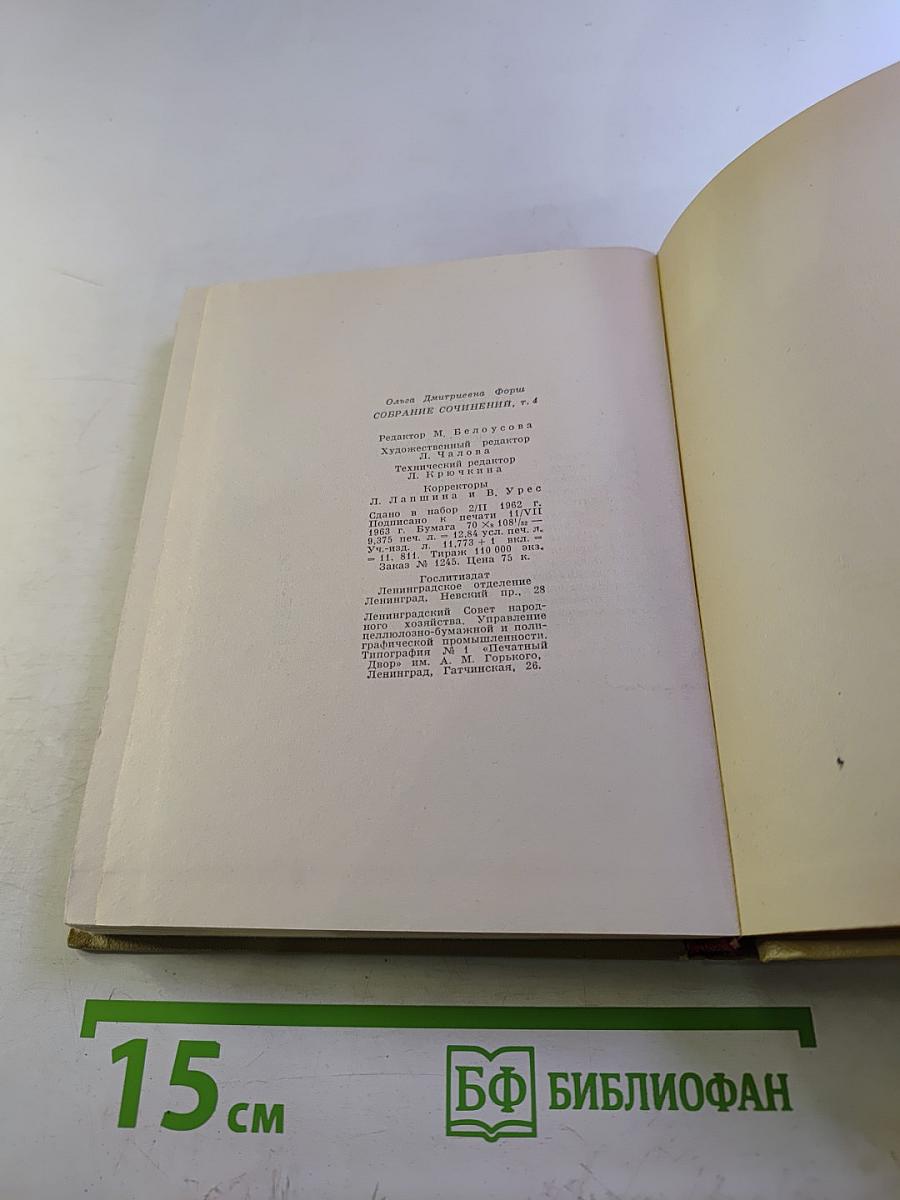 Ольга Дмитриевна Форш
СОБРАНИЕ СОЧИНЕНИЙ, т. 4
Редактор М. Белоусова
Художественный редактор
Л. Чалова
Технический редактор
Л. Крючкина
Корректоры
Л. Лапшина и В. Урес
Сдано в набор 2/II 1962 г.
Подписано к печати 11/VII
1963 г. Бумага 70 × 108¹/₃₂ —
9,375 печ. л. = 12,84 усл. печ. л.
Уч.-изд. л. 11,773 + 1 вкл. =
= 11, 811. Тираж 110 000 экз.
Заказ № 1245. Цена 75 к.
Гослитиздат
Ленинградское отделение
Ленинград, Невский пр., 28
Ленинградский Совет народ-
ного хозяйства. Управление
целлюлозно-бумажной и поли-
графической промышленности.
Типография № 1 «Печатный
Двор» им. А. М. Горького,
Ленинград, Гатчинская, 26.
15 см
БФ БИБЛИОФАН